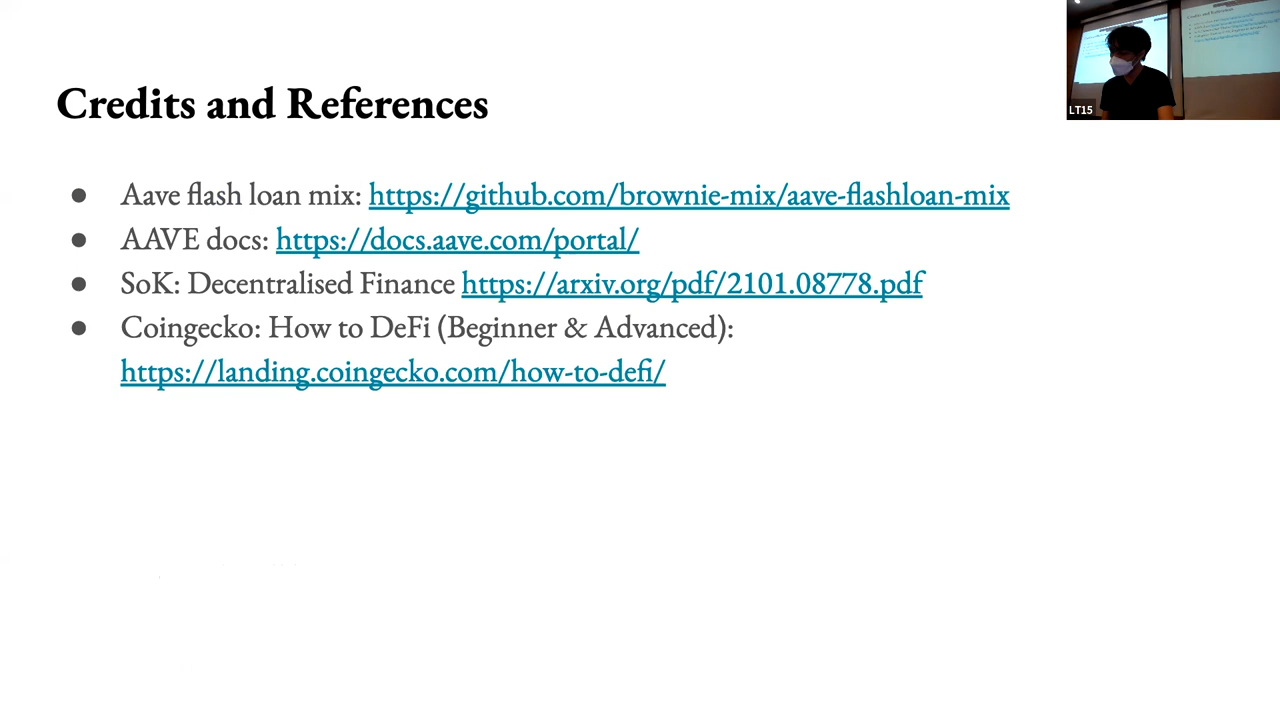 Credits and References
● Aave flash loan mix: https://github.com/brownie-mix/aave-flashloan-mix
● AAVE docs: https://docs.aave.com/portal/
● SoK: Decentralised Finance https://arxiv.org/pdf/2101.08778.pdf
● Coingecko: How to DeFi (Beginner & Advanced):
https://landing.coingecko.com/how-to-defi/
LT15